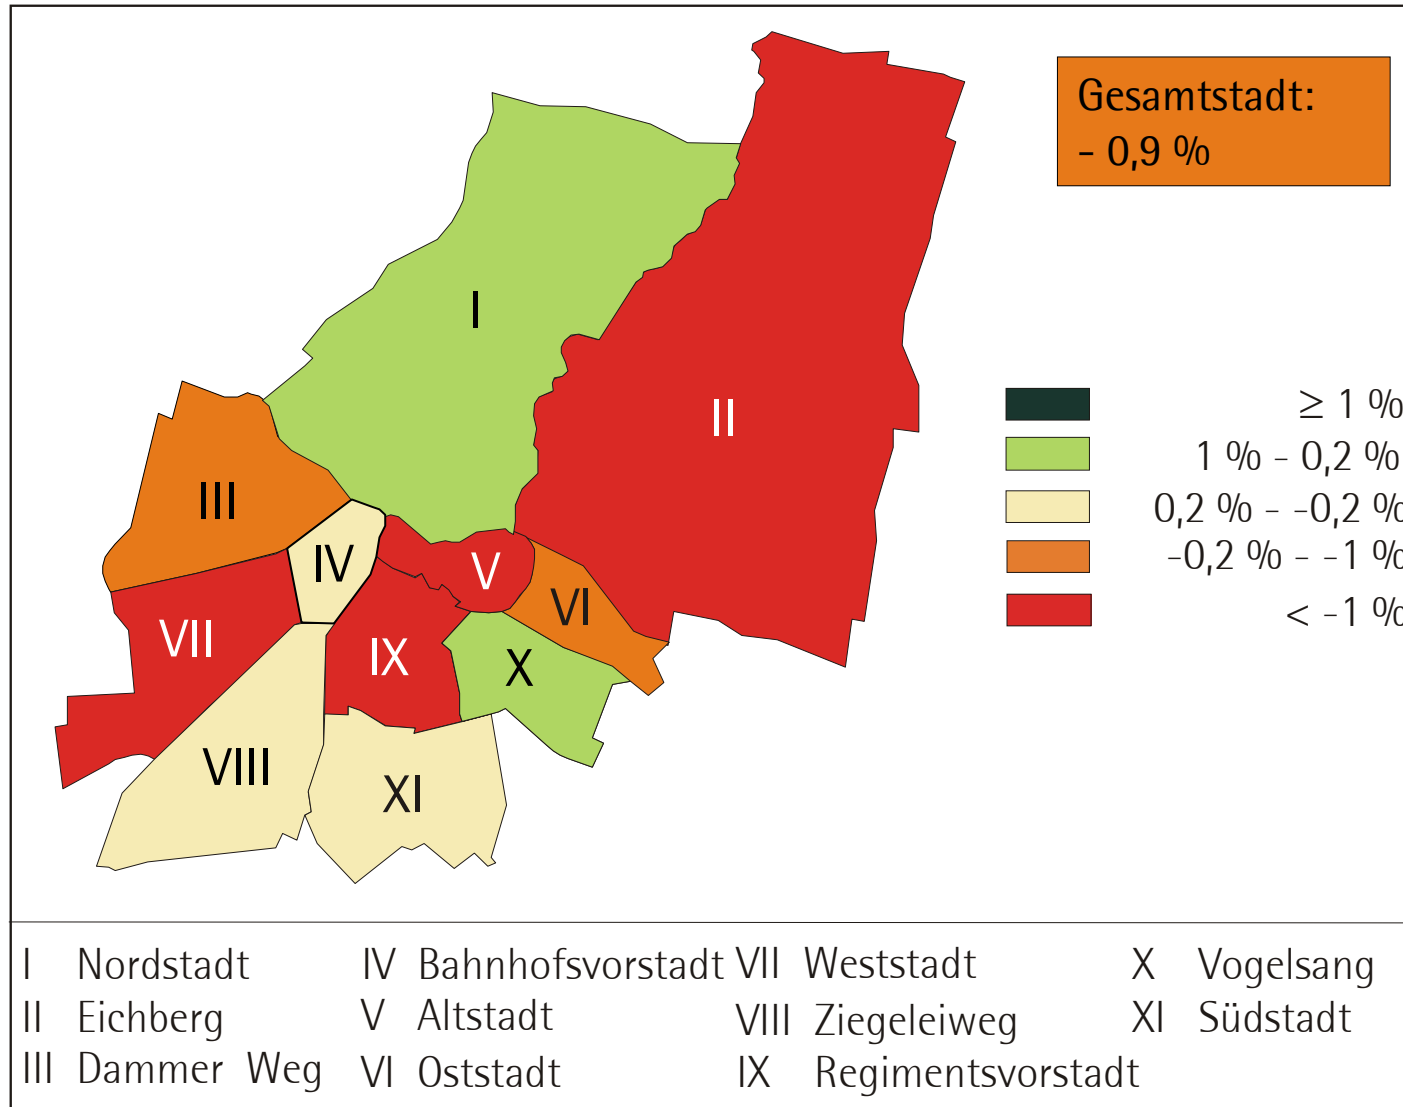 Gesamtstadt:
- 0,9 %
I
II
III
IV
V
VI
VII
VIII
IX
X
XI
≥ 1 %
1 % - 0,2 %
0,2 % - -0,2 %
-0,2 % - -1 %
< -1 %
I Nordstadt IV Bahnhofsvorstadt VII Weststadt X Vogelsang
II Eichberg V Altstadt VIII Ziegeleiweg XI Südstadt
III Dammer Weg VI Oststadt IX Regimentsvorstadt